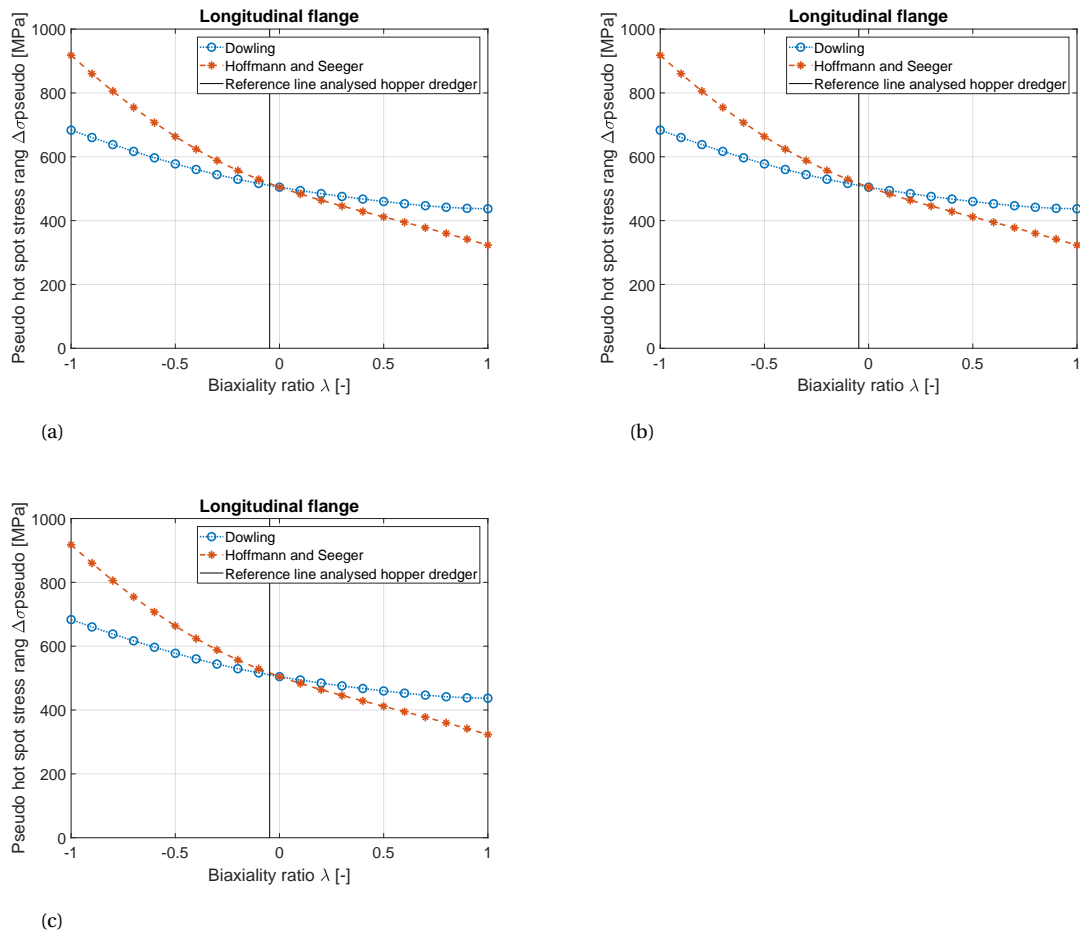 Longitudinal flange
Pseudo hot spot stress rang Δσpseudo [MPa]
1000
800
600
400
200
0
Dowling
Hoffmann and Seeger
Reference line analysed hopper dredger
-1 -0.5 0 0.5 1
Biaxiality ratio λ [-]
(a)
Longitudinal flange
Pseudo hot spot stress rang Δσpseudo [MPa]
1000
800
600
400
200
0
Dowling
Hoffmann and Seeger
Reference line analysed hopper dredger
-1 -0.5 0 0.5 1
Biaxiality ratio λ [-]
(b)
Longitudinal flange
Pseudo hot spot stress rang Δσpseudo [MPa]
1000
800
600
400
200
0
Dowling
Hoffmann and Seeger
Reference line analysed hopper dredger
-1 -0.5 0 0.5 1
Biaxiality ratio λ [-]
(c)